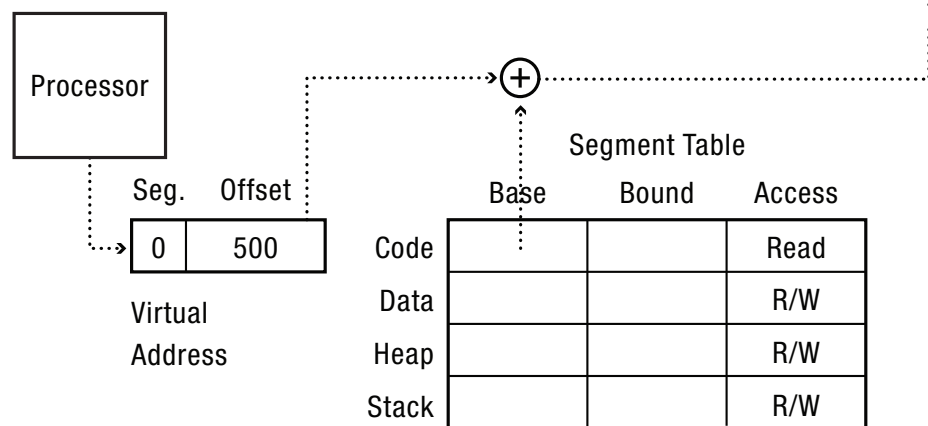 Processor
+
Segment Table
Seg. Offset
Base Bound Access
0 500
Code Read
Virtual
Address
Data R/W
Heap R/W
Stack R/W